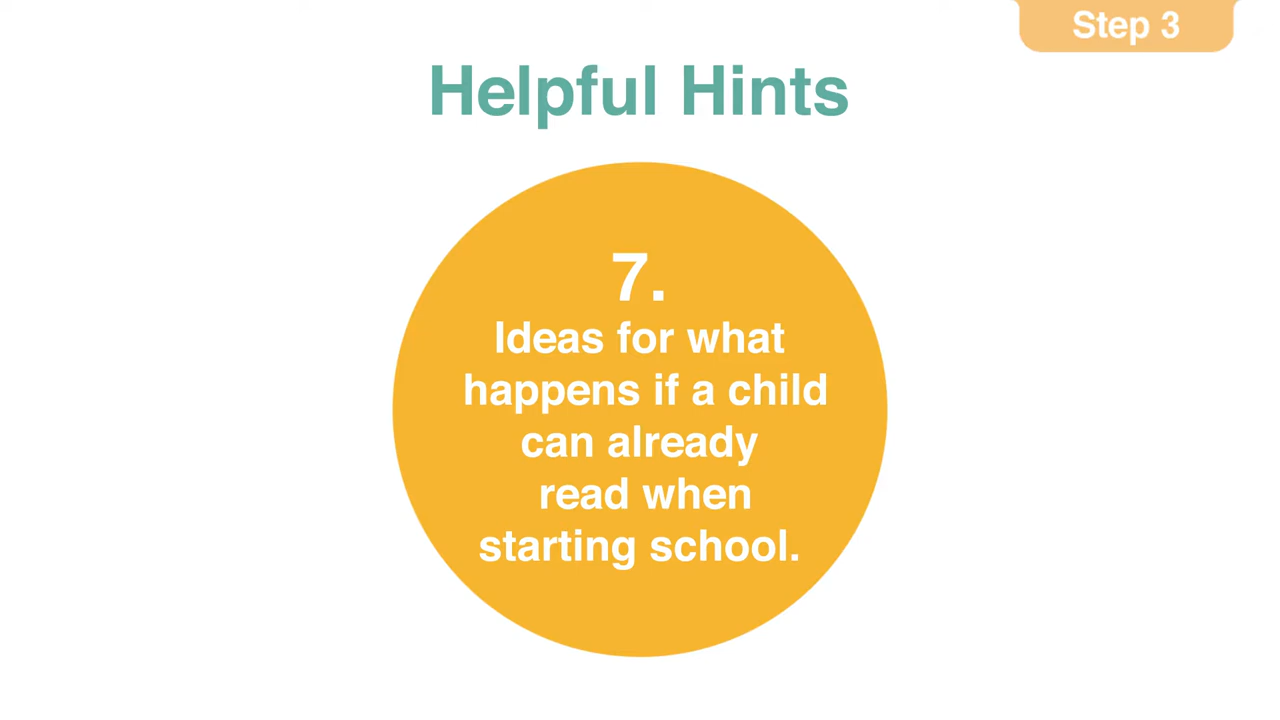 Step 3
Helpful Hints
7.
Ideas for what
happens if a child
can already
read when
starting school.